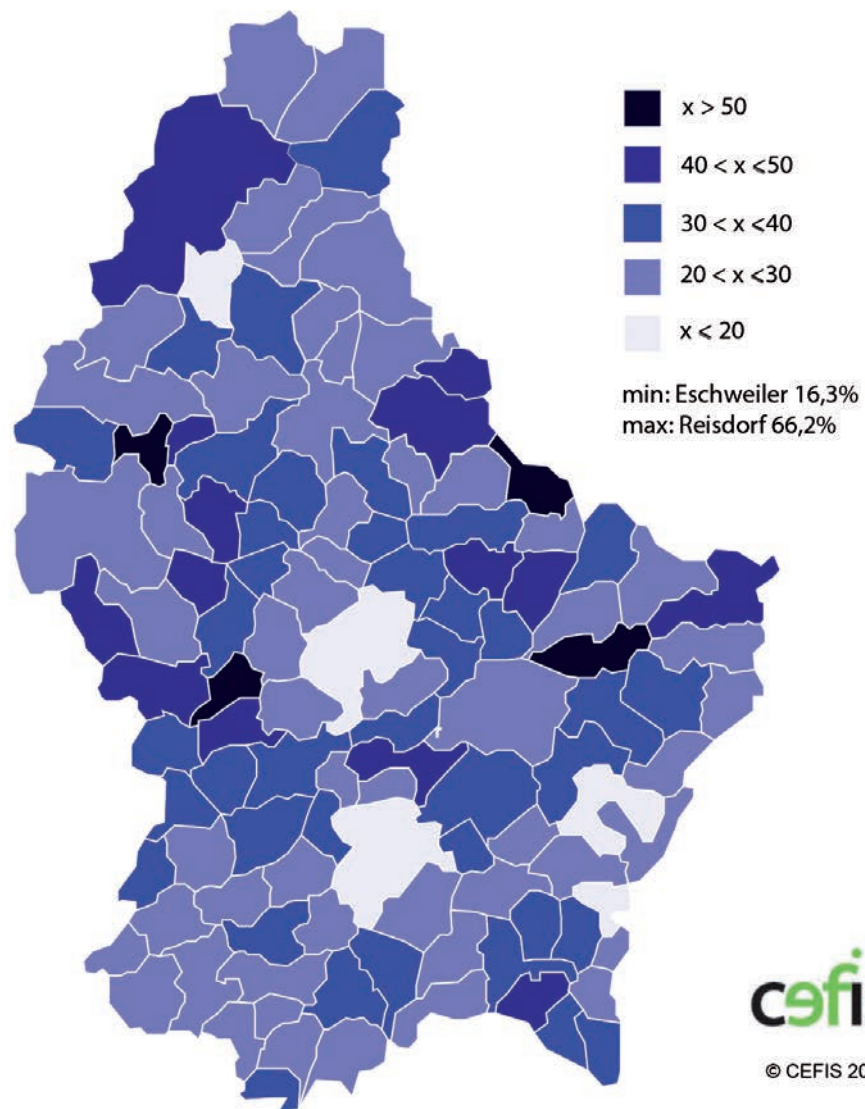 x > 50
40 < x <50
30 < x <40
20 < x <30
x < 20
min: Eschweiler 16,3%
max: Reisdorf 66,2%
cefi
© CEFIS 20